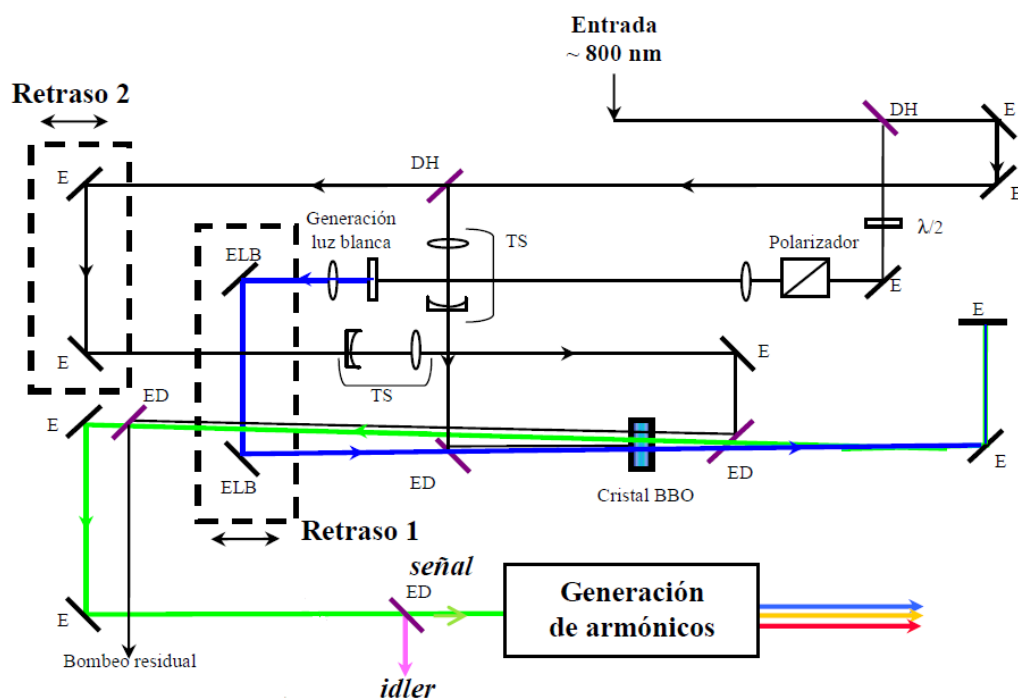 Entrada
~ 800 nm
Retraso 2
E
DH
E
DH
E
E
Generación
luz blanca
TS
Polarizador
λ/2
ELB
E
E
E
E
TS
ED
E
ELB
ED
Cristal BBO
ED
E
Retraso 1
señal
ED
E
Generación
de armónicos
Bombeo residual
idler